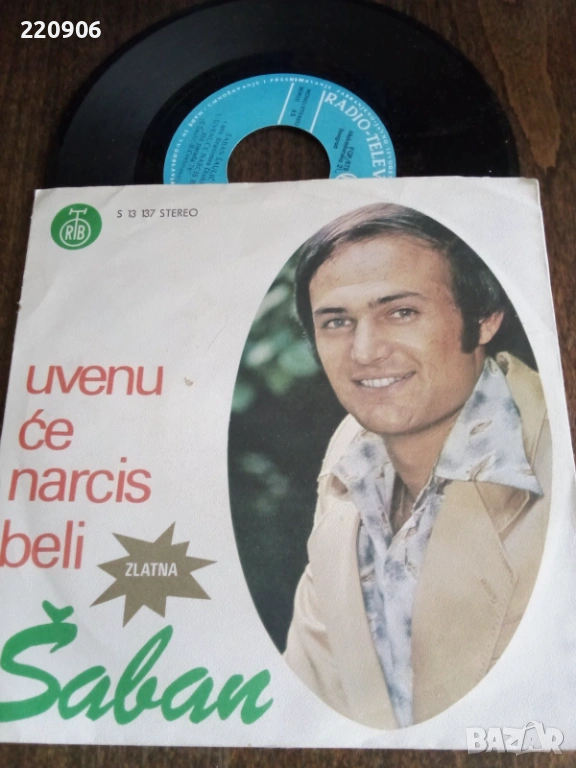 220906
RADIO-TELEV
S 13 137 STEREO
RTB
uvenu
će
narcis
beli
ZLATNA
Šaban
BAZAR